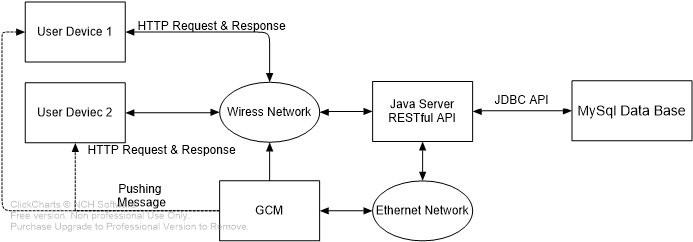 User Device 1
HTTP Request & Response
User Deviec 2
Wiress Network
Java Server
RESTful API
JDBC API
MySql Data Base
HTTP Request & Response
Pushing
Message
GCM
Ethernet Network
ClickCharts © NCH Software
Free version. Non professional Use Only.
Purchase Upgrade to Professional Version to Remove.